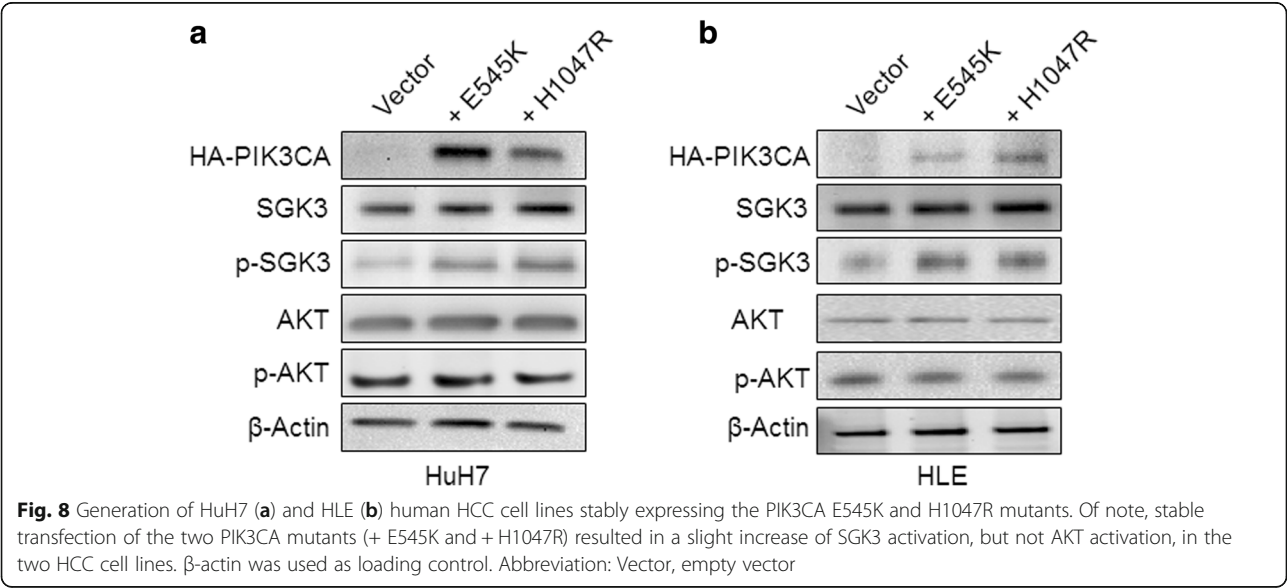 a
Vector
+ E545K
+ H1047R
HA-PIK3CA
SGK3
p-SGK3
AKT
p-AKT
β-Actin
HuH7
b
Vector
+ E545K
+ H1047R
HA-PIK3CA
SGK3
p-SGK3
AKT
p-AKT
β-Actin
HLE
Fig. 8 Generation of HuH7 (a) and HLE (b) human HCC cell lines stably expressing the PIK3CA E545K and H1047R mutants. Of note, stable
transfection of the two PIK3CA mutants (+ E545K and + H1047R) resulted in a slight increase of SGK3 activation, but not AKT activation, in the
two HCC cell lines. β-actin was used as loading control. Abbreviation: Vector, empty vector